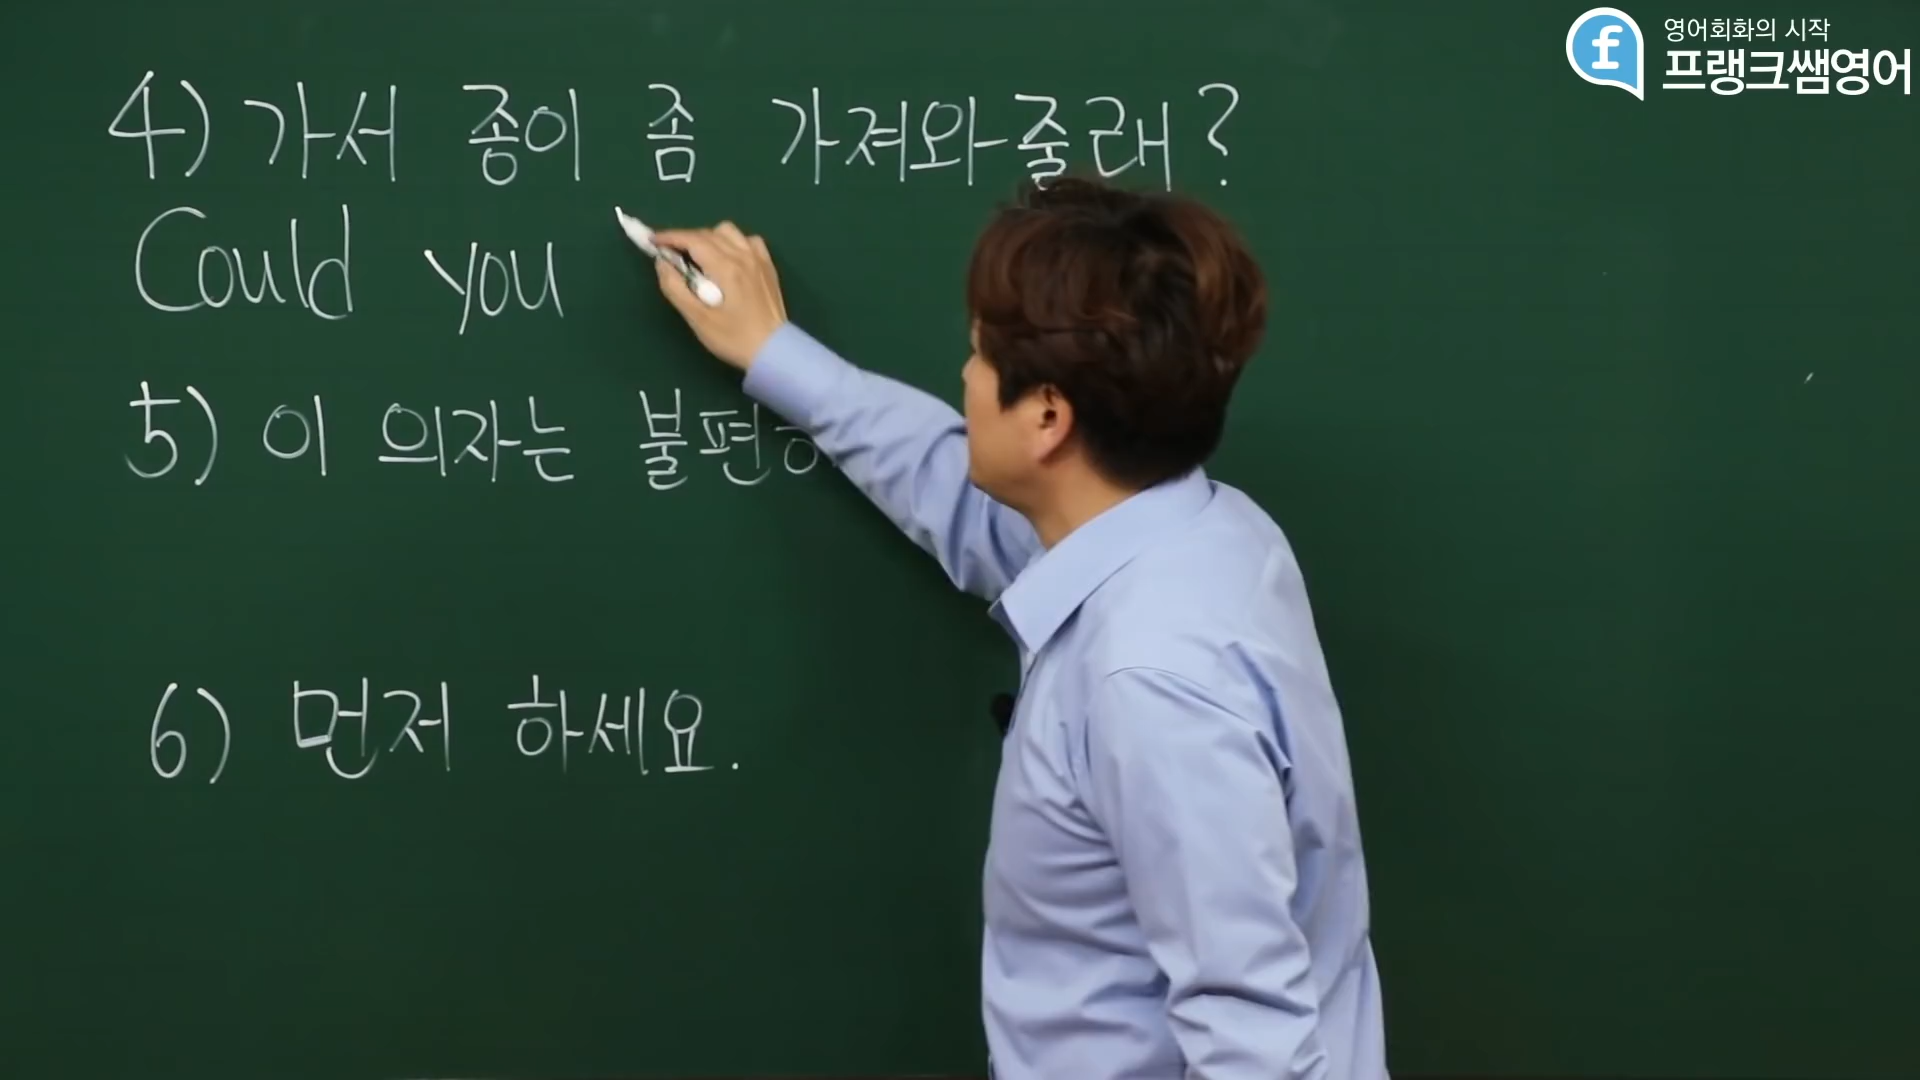 영어회화의 시작
프랭크쌤영어
4) 가서 종이 좀 가져와줄래?
Could you
5) 이 의자는 불편하
6) 먼저 하세요.